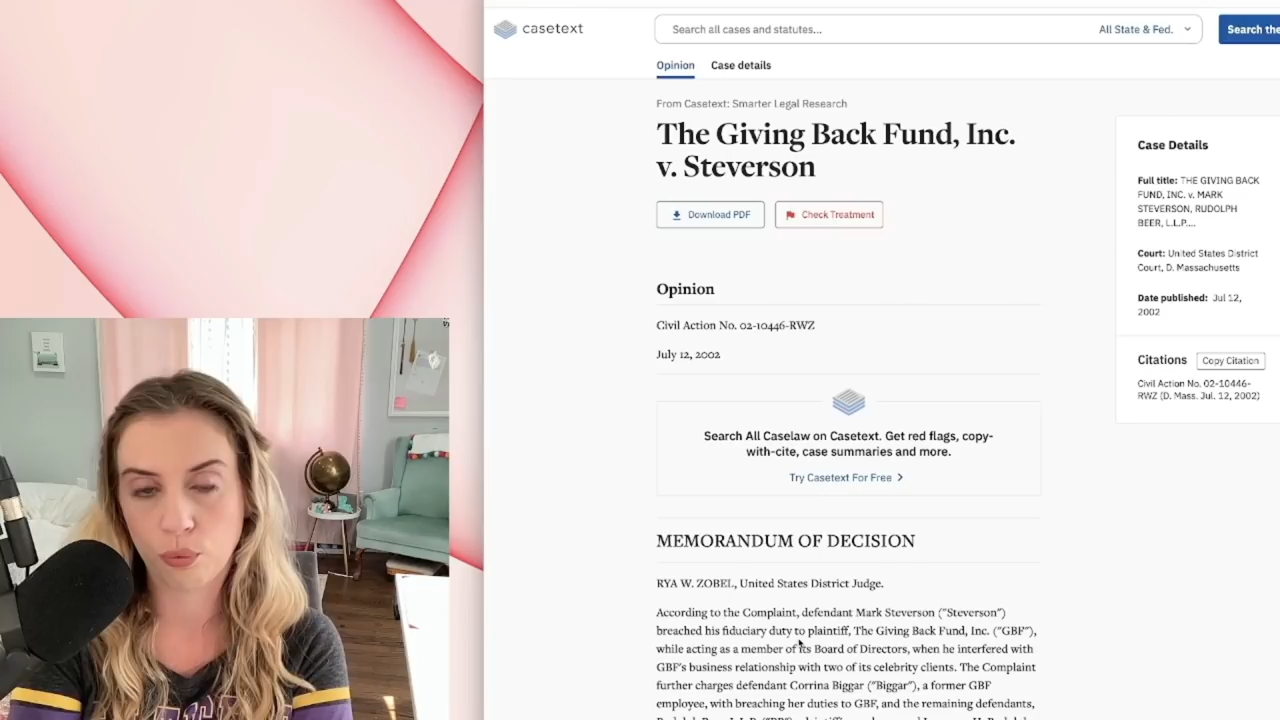 casetext
Search all cases and statutes...
All State & Fed.
Search the
Opinion
Case details
From Casetext: Smarter Legal Research
The Giving Back Fund, Inc.
v. Steverson
Download PDF
Check Treatment
Opinion
Civil Action No. 02-10446-RWZ
July 12, 2002
Search All Caselaw on Casetext. Get red flags, copy-
with-cite, case summaries and more.
Try Casetext For Free
MEMORANDUM OF DECISION
RYA W. ZOBEL, United States District Judge.
According to the Complaint, defendant Mark Steverson ("Steverson")
breached his fiduciary duty to plaintiff, The Giving Back Fund, Inc. ("GBF"),
while acting as a member of its Board of Directors, when he interfered with
GBF's business relationship with two of its celebrity clients. The Complaint
further charges defendant Corrina Biggar ("Biggar"), a former GBF
employee, with breaching her duties to GBF, and the remaining defendants,
Case Details
Full title: THE GIVING BACK
FUND, INC. v. MARK
STEVERSON, RUDOLPH
BEER, L.L.P....
Court: United States District
Court, D. Massachusetts
Date published: Jul 12,
2002
Citations
Copy Citation
Civil Action No. 02-10446-
RWZ (D. Mass. Jul. 12, 2002)